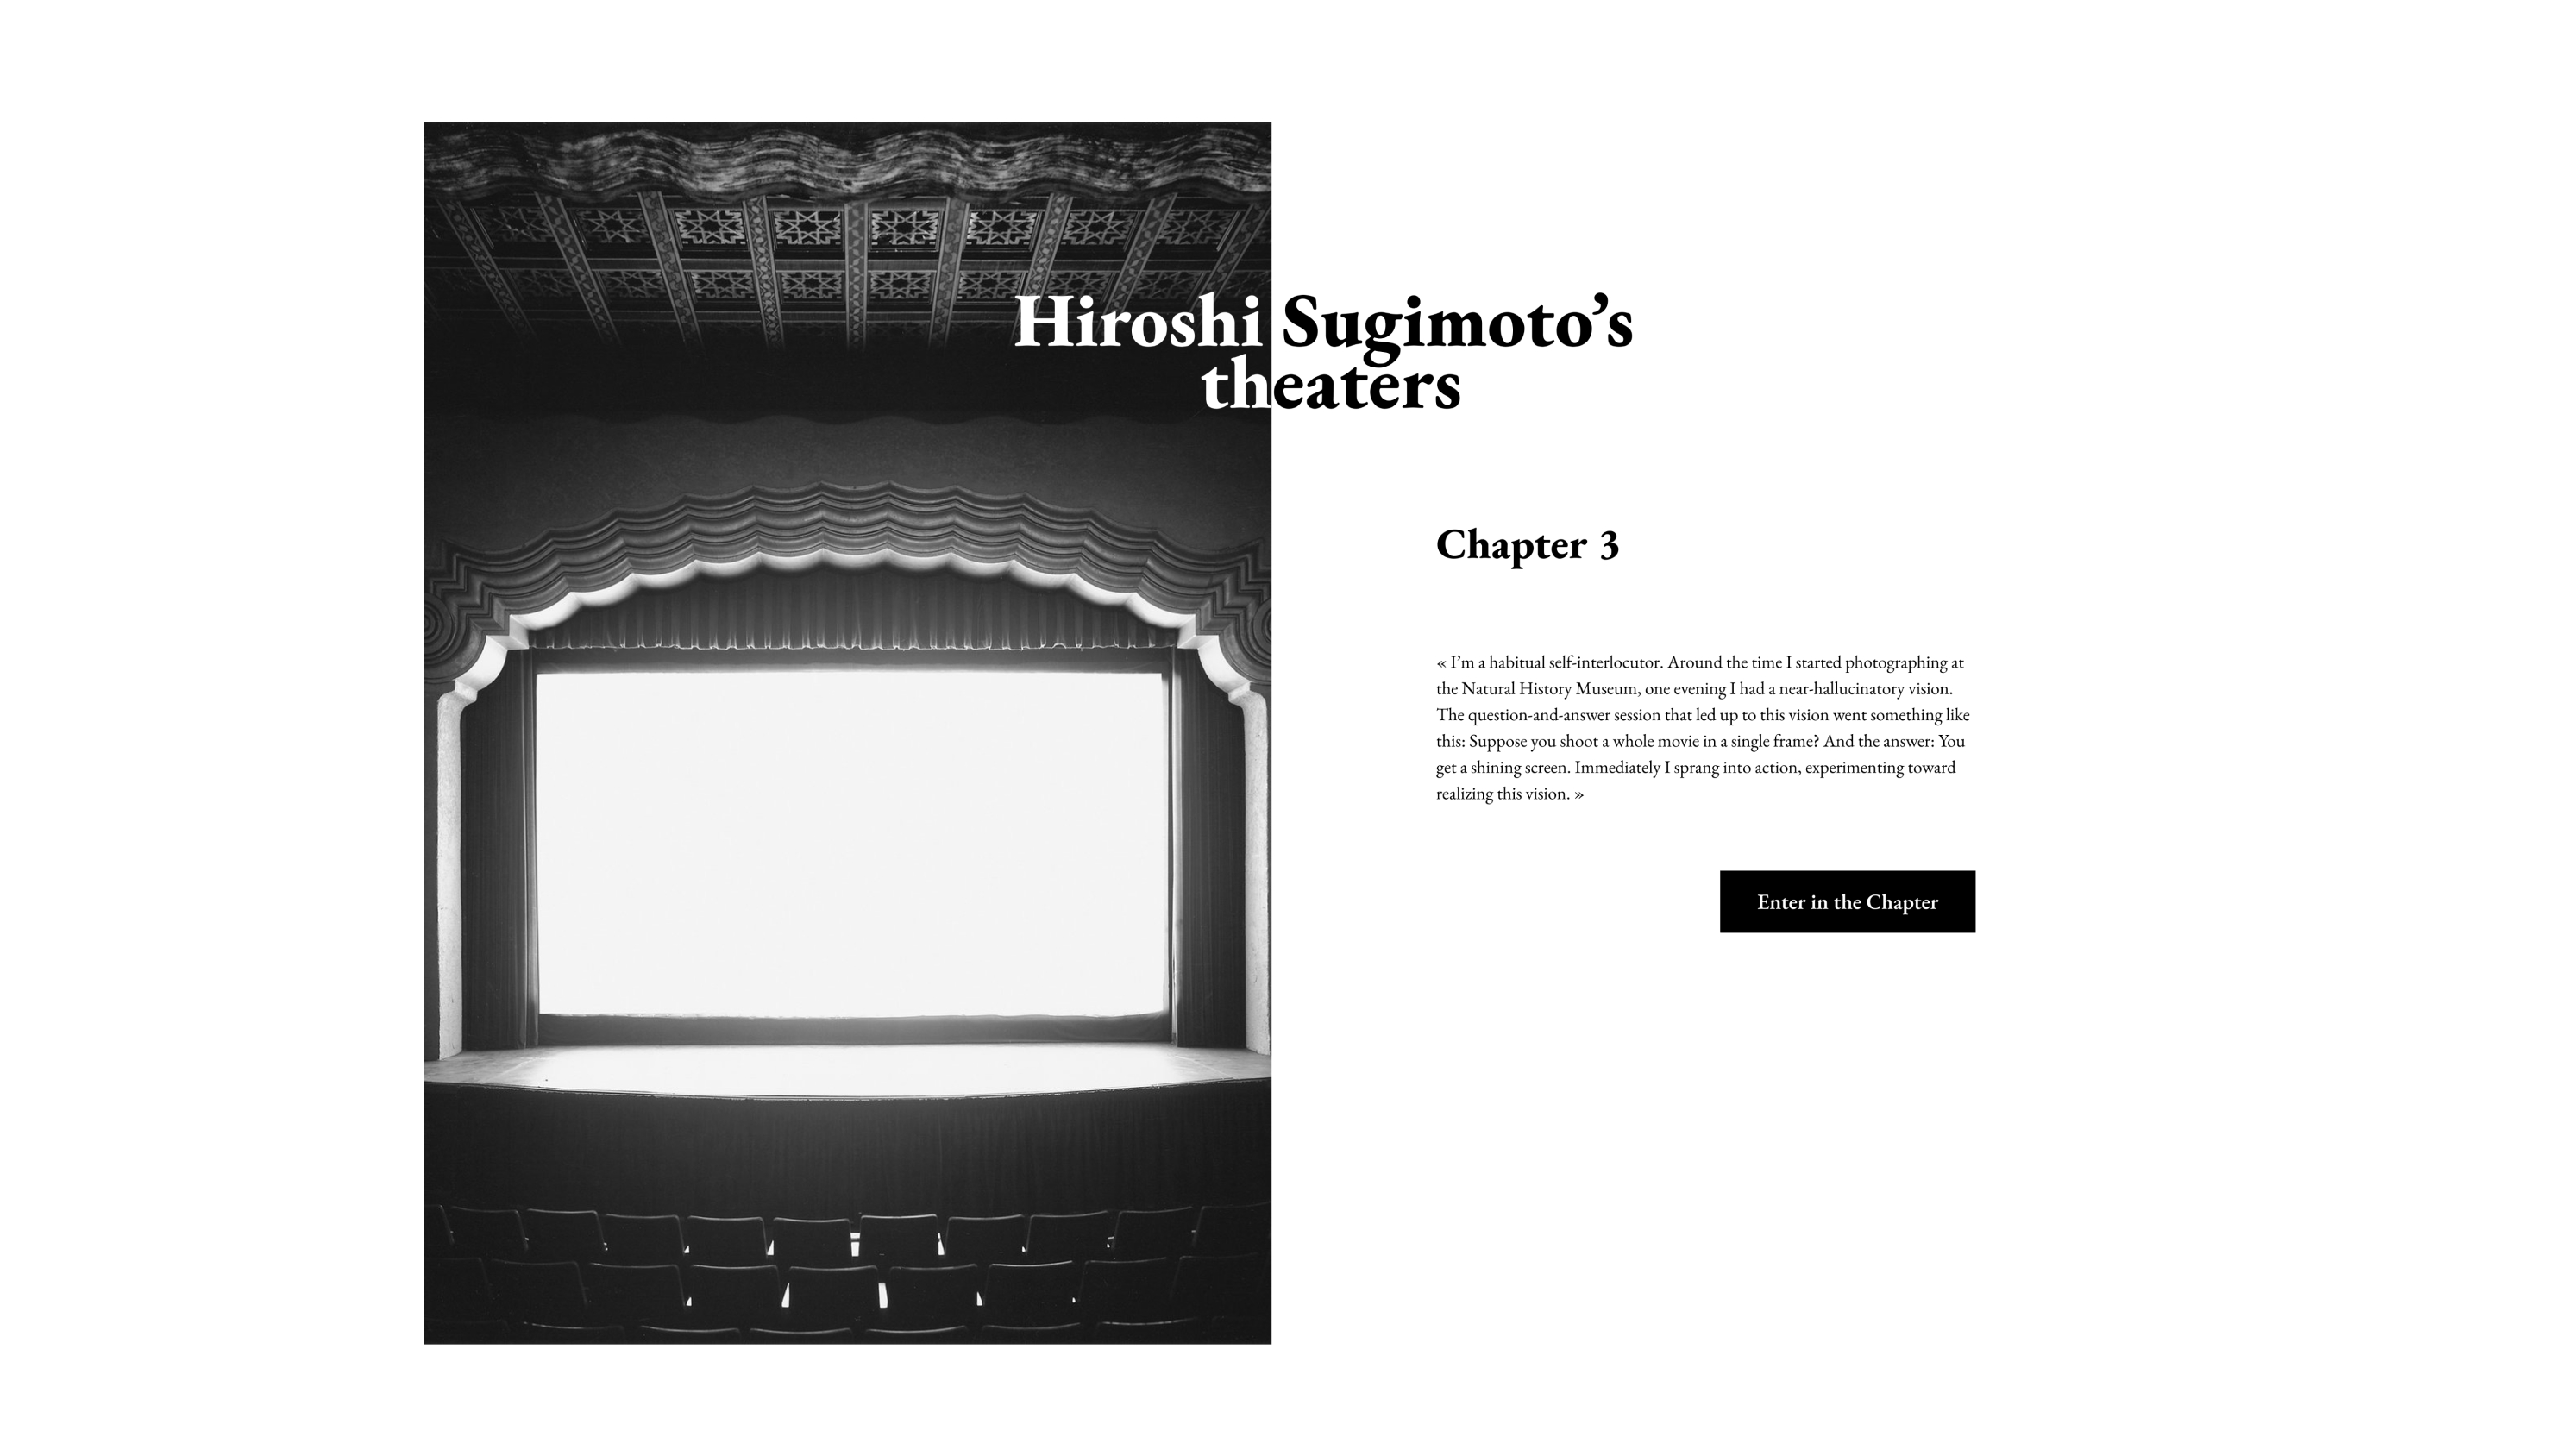 Hiroshi Sugimoto’s
theaters
Chapter 3
« I’m a habitual self-interlocutor. Around the time I started photographing at
the Natural History Museum, one evening I had a near-hallucinatory vision.
The question-and-answer session that led up to this vision went something like
this: Suppose you shoot a whole movie in a single frame? And the answer: You
get a shining screen. Immediately I sprang into action, experimenting toward
realizing this vision. »
Enter in the Chapter